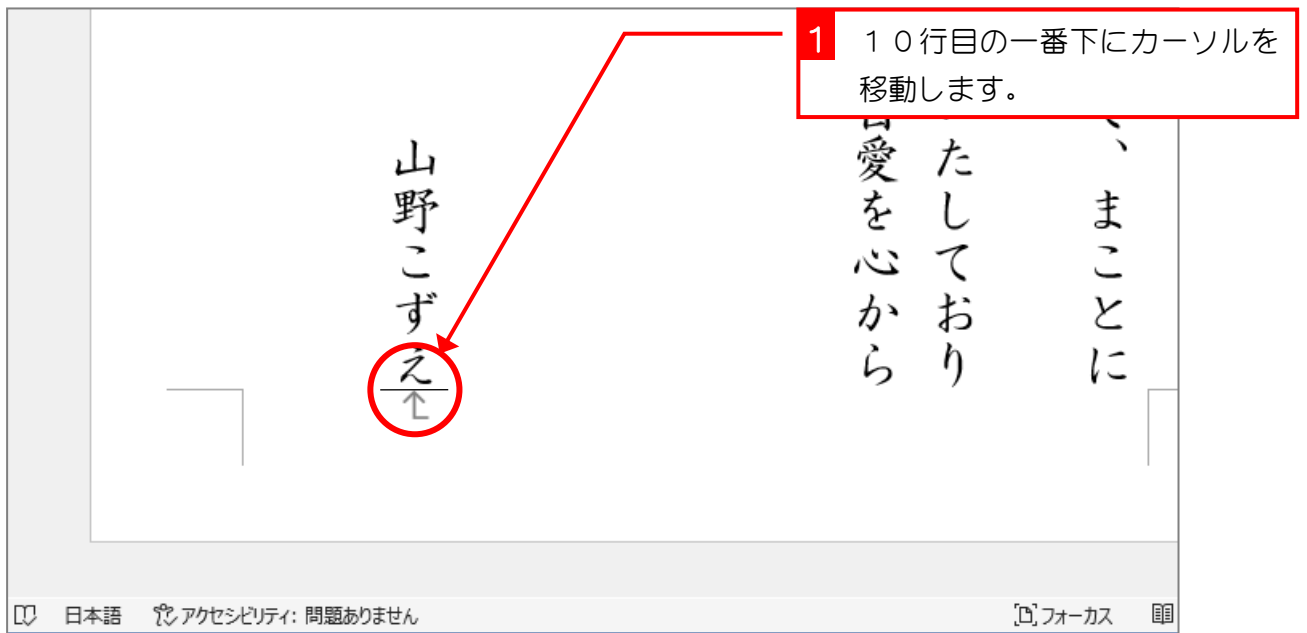 1 10行目の一番下にカーソルを
移動します。
、まことに
たしており
愛を心から
山野こずえ
日本語 アクセシビリティ: 問題ありません フォーカス